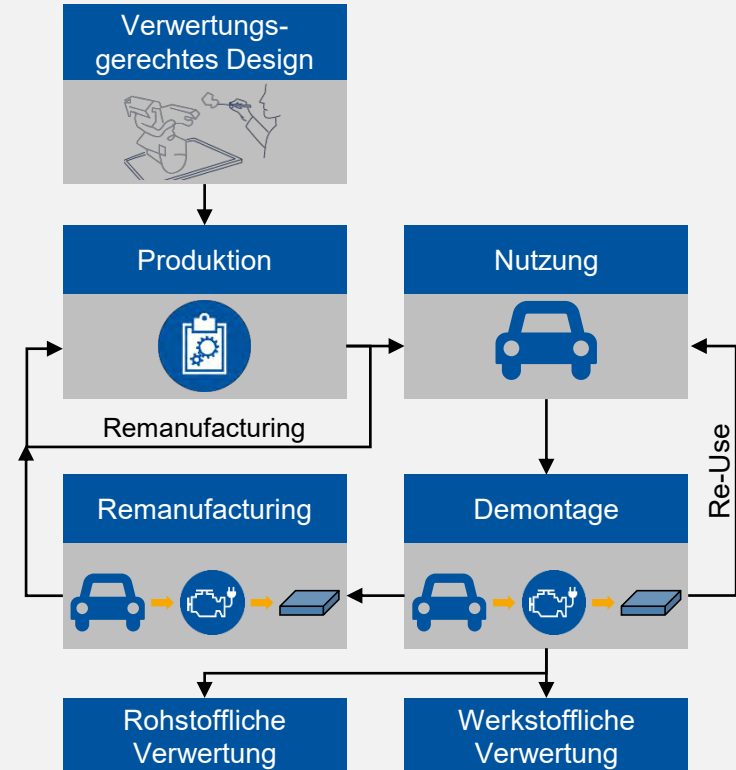 Verwertungs-
gerechtes Design
Produktion
Nutzung
Remanufacturing
Re-Use
Remanufacturing
Demontage
Rohstoffliche
Verwertung
Werkstoffliche
Verwertung